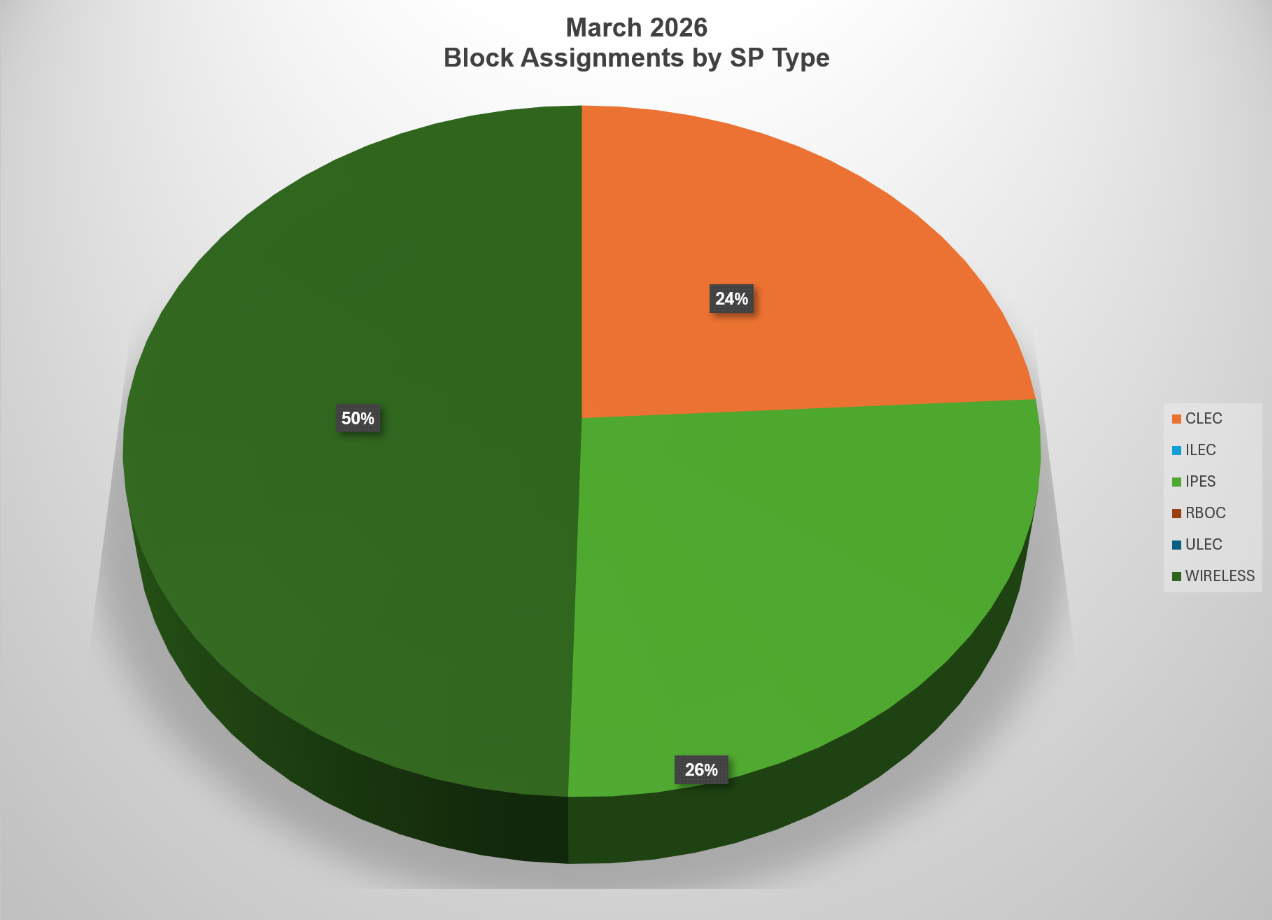 March 2026
Block Assignments by SP Type
24%
50%
26%
CLEC
ILEC
IPES
RBOC
ULEC
WIRELESS